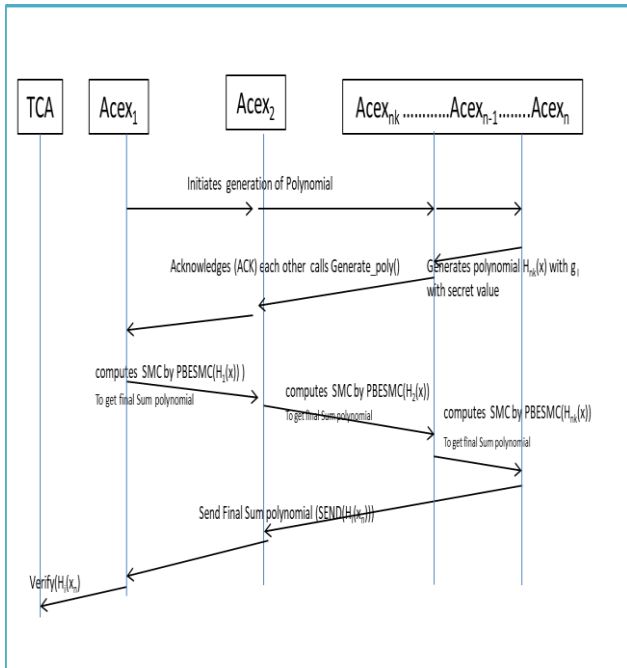 TCA
Acex₁
Acex₂
Acexₙₖ ............Acexₙ₋₁........Acexₙ
Initiates generation of Polynomial
Acknowledges (ACK) each other calls Generate_poly()
Generates polynomial Hₙₖ(x) with gᵢ
with secret value
computes SMC by PBESMC(H₁(x)) )
To get final Sum polynomial
computes SMC by PBESMC(H₂(x))
To get final Sum polynomial
computes SMC by PBESMC(Hₙₖ(x))
To get final Sum polynomial
Send Final Sum polynomial (SEND(Hᵢ(xₙ)))
Verify(Hᵢ(xₙ)